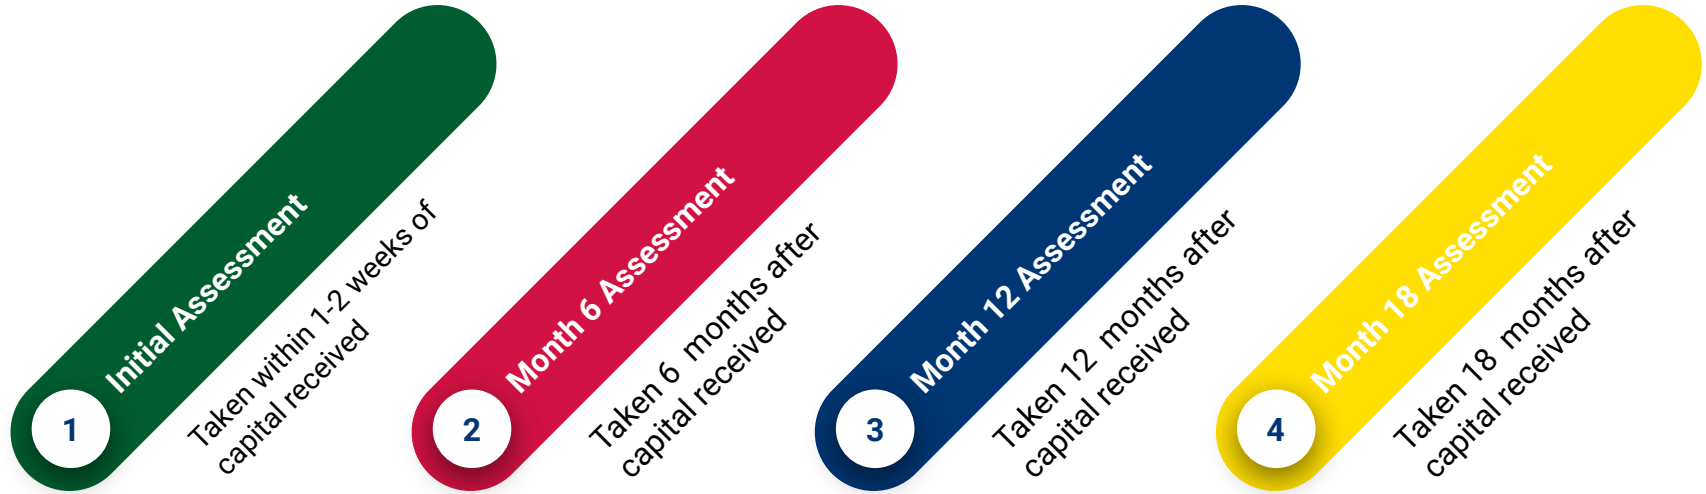 1
Initial Assessment
Taken within 1-2 weeks of
capital received
2
Month 6 Assessment
Taken 6  months after
capital received
3
Month 12 Assessment
Taken 12  months after
capital received
4
Month 18 Assessment
Taken 18  months after
capital received